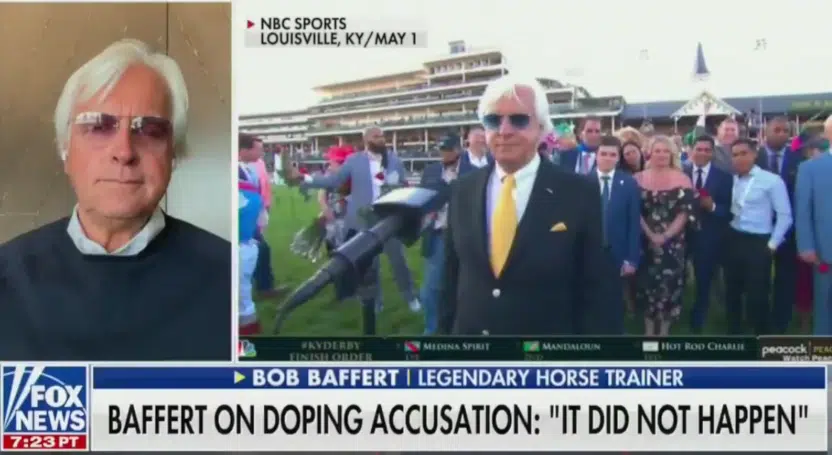 NBC SPORTS
LOUISVILLE, KY/MAY 1
#KYDERBY
FINISH ORDER
MEDINA SPIRIT
MANDALOUN
HOT ROD CHARLIE
peacock
Watch
BOB BAFFERT | LEGENDARY HORSE TRAINER
FOX
NEWS
7:23 PT
BAFFERT ON DOPING ACCUSATION: "IT DID NOT HAPPEN"